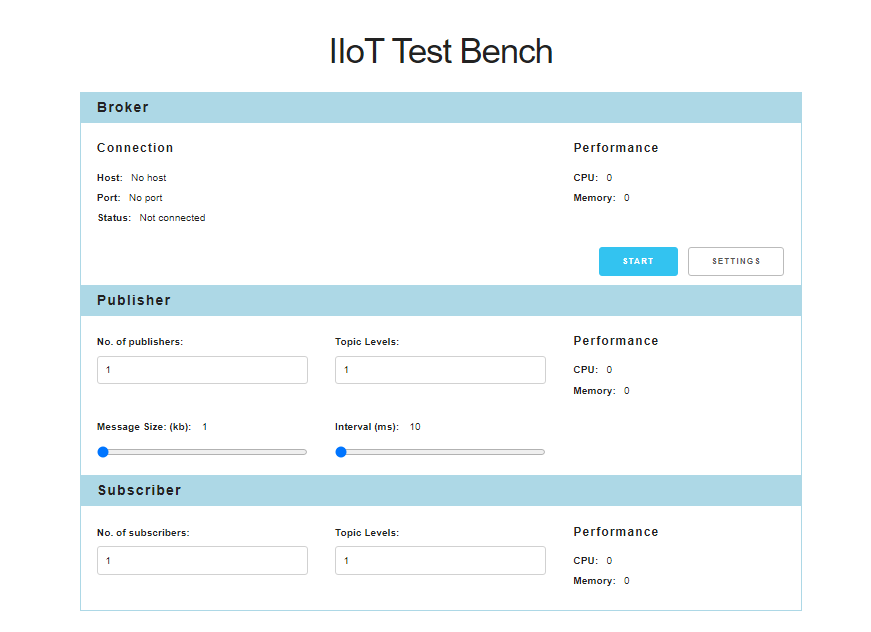 IIoT Test Bench
Broker
Connection
Performance
Host: No host
CPU: 0
Port: No port
Memory: 0
Status: Not connected
START
SETTINGS
Publisher
No. of publishers:
Topic Levels:
Performance
1
1
CPU: 0
Memory: 0
Message Size: (kb): 1
Interval (ms): 10
Subscriber
No. of subscribers:
Topic Levels:
Performance
1
1
CPU: 0
Memory: 0